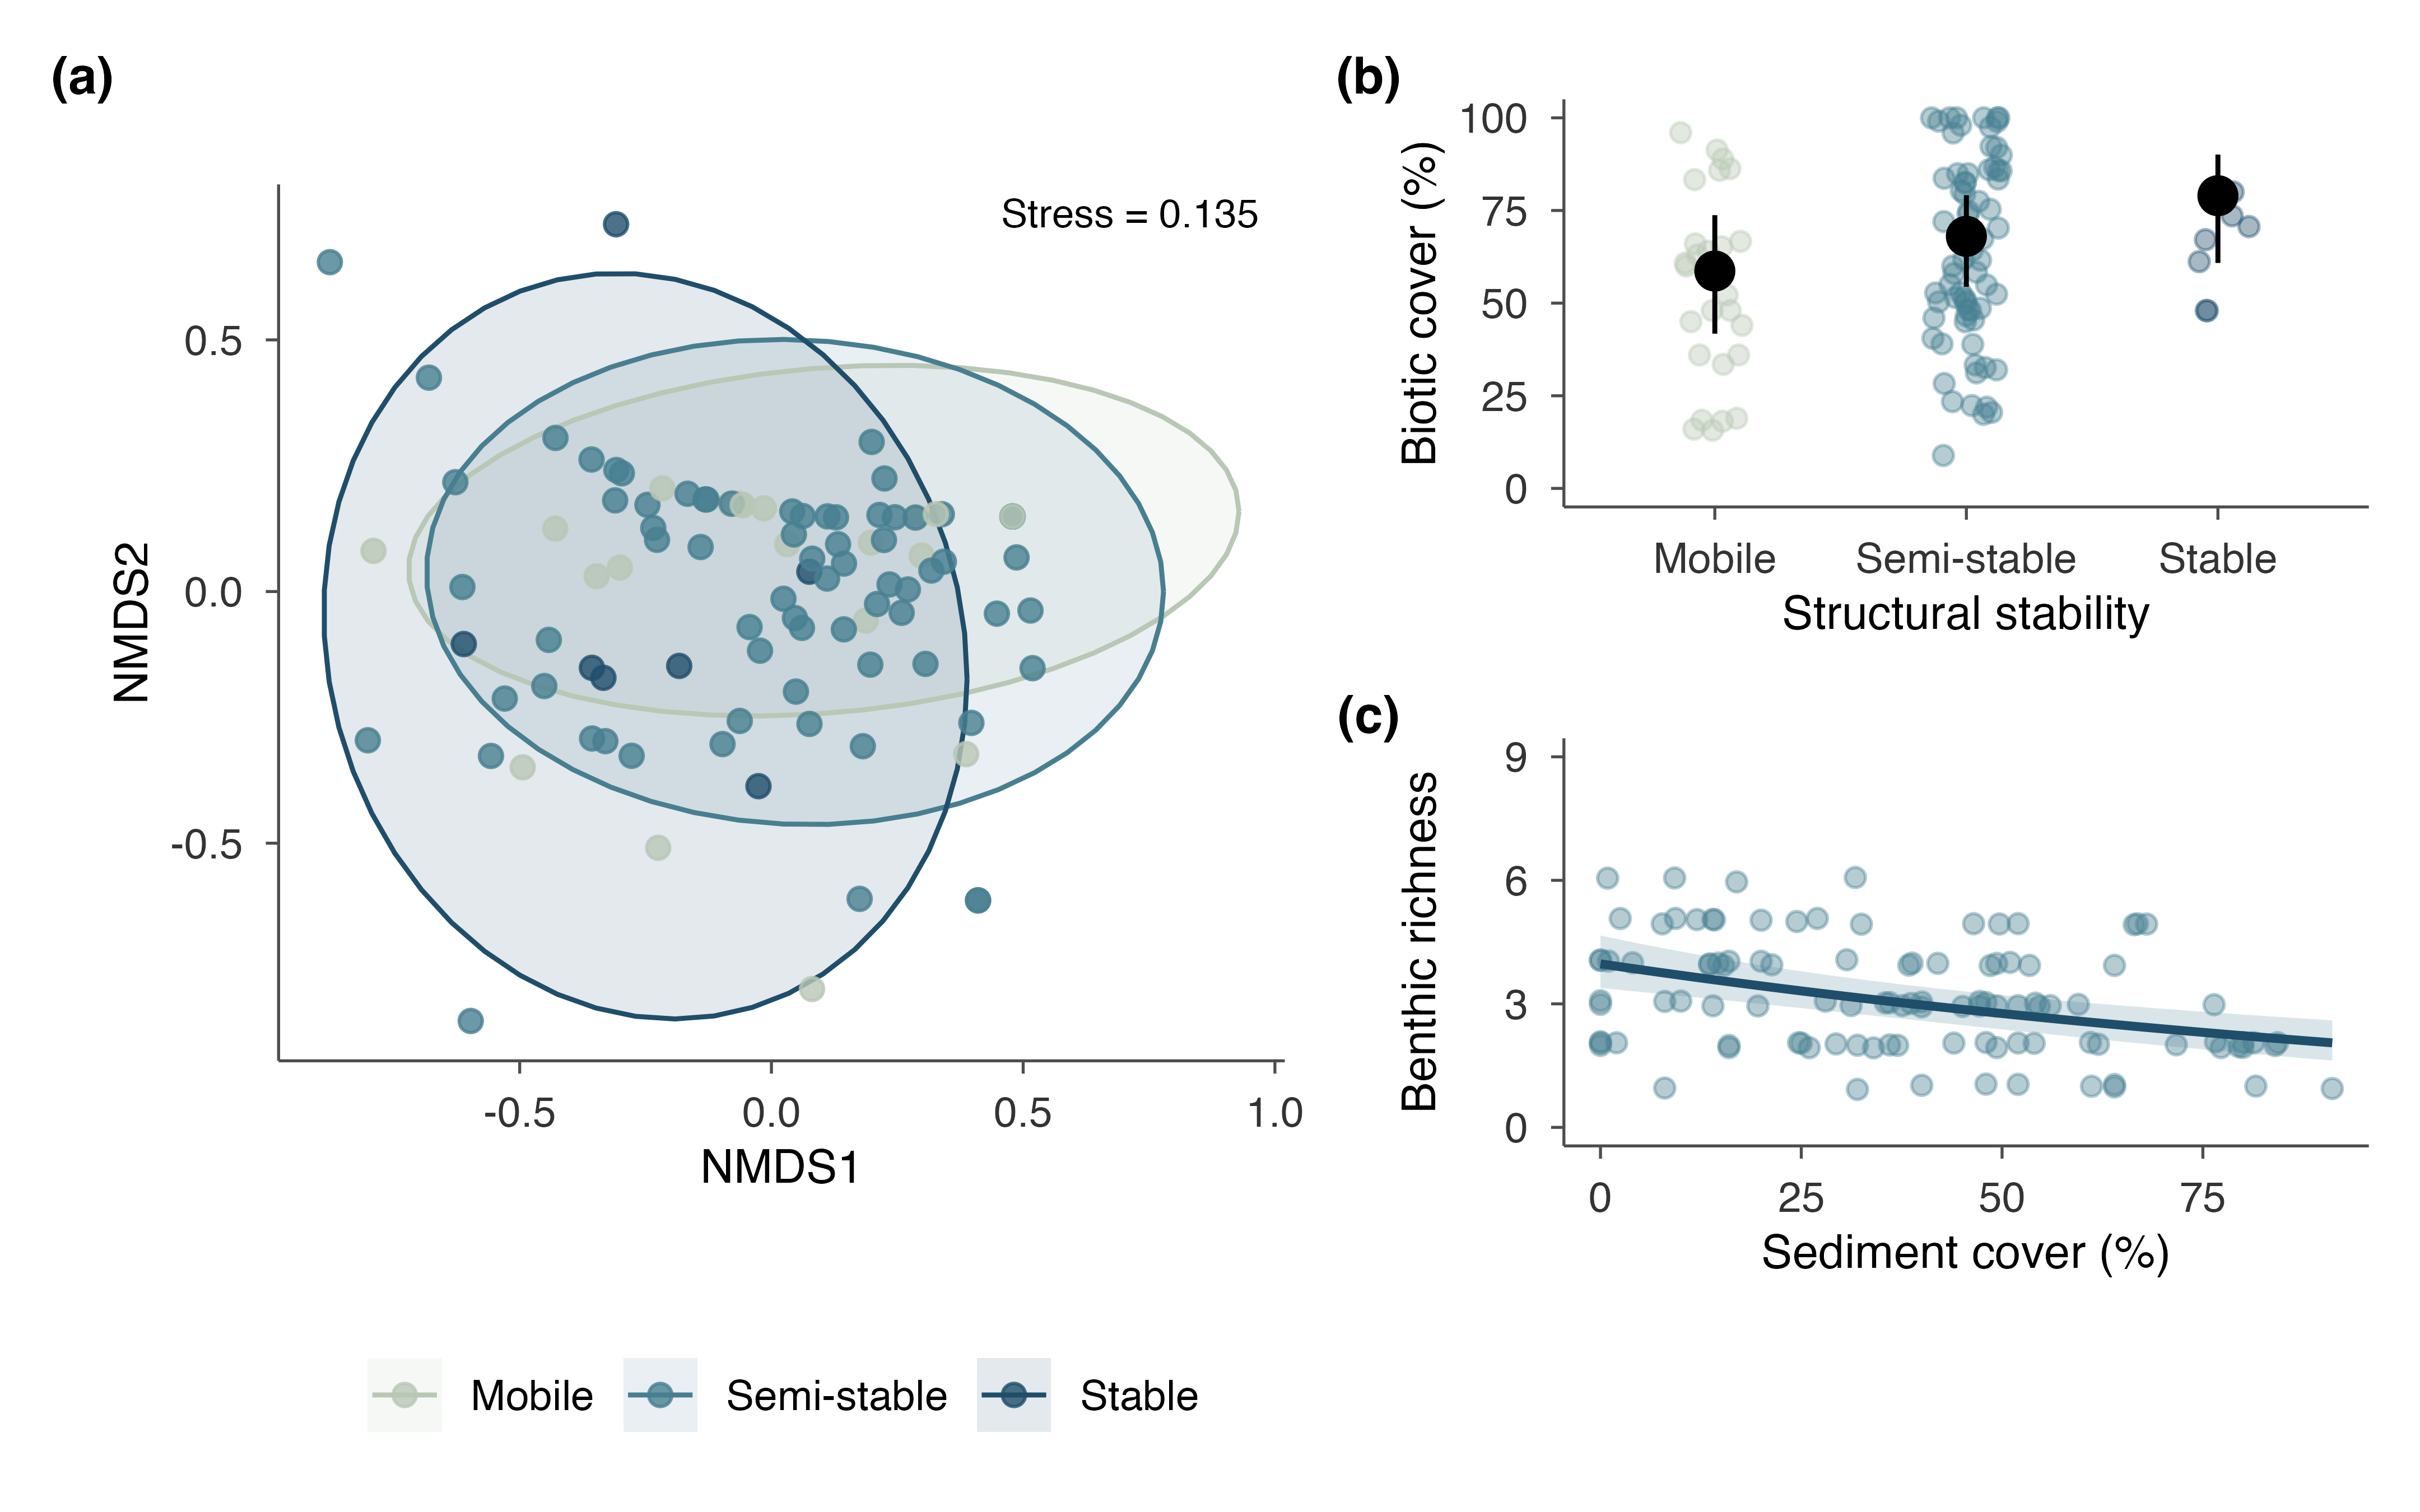 (a)
Stress = 0.135
NMDS2
0.5
0.0
-0.5
-0.5
0.0
0.5
1.0
NMDS1
Mobile
Semi-stable
Stable
(b)
Biotic cover (%)
100
75
50
25
0
Mobile
Semi-stable
Stable
Structural stability
(c)
Benthic richness
9
6
3
0
0
25
50
75
Sediment cover (%)